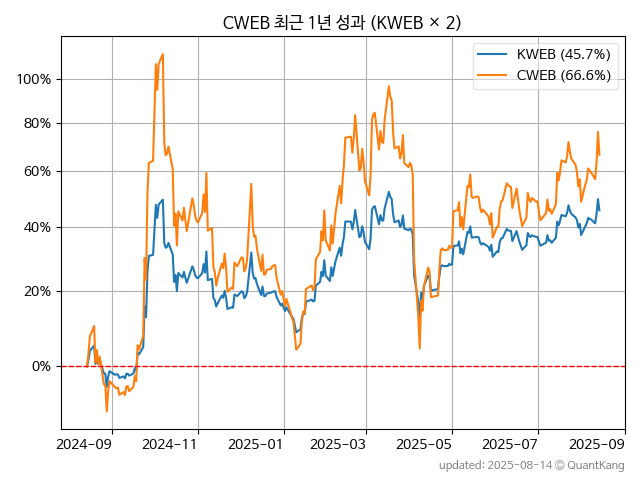 CWEB 최근 1년 성과 (KWEB × 2)
KWEB (45.7%)
CWEB (66.6%)
100%
80%
60%
40%
20%
0%
2024-09 2024-11 2025-01 2025-03 2025-05 2025-07 2025-09
updated: 2025-08-14 © QuantKang